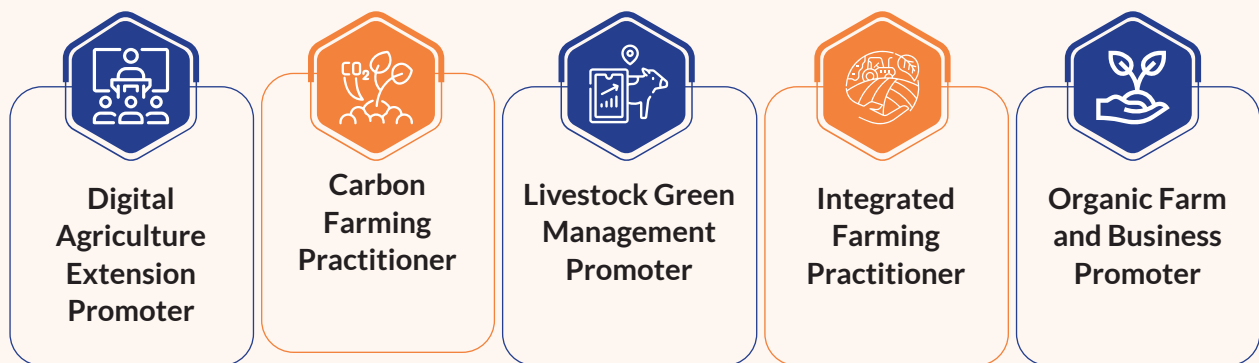 CO₂
Digital
Agriculture
Extension
Promoter
Carbon
Farming
Practitioner
Livestock Green
Management
Promoter
Integrated
Farming
Practitioner
Organic Farm
and Business
Promoter